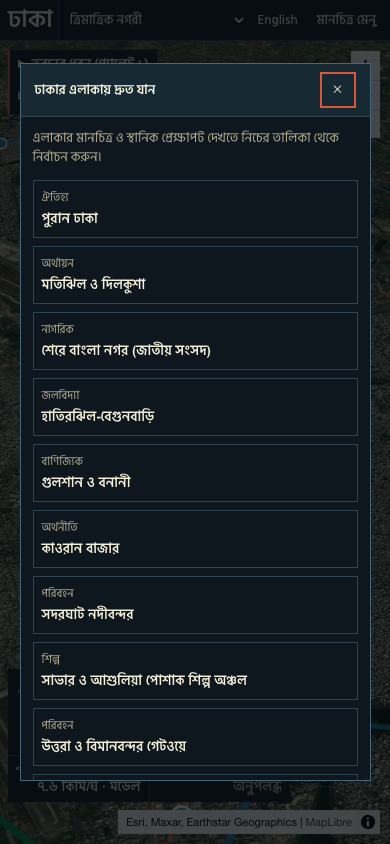 ঢাকা
ত্রিমাত্রিক নগরী
English
মানচিত্র মেনু
ঢাকার এলাকায় দ্রুত যান
×
এলাকার মানচিত্র ও স্থানিক প্রেক্ষাপট দেখতে নিচের তালিকা থেকে
নির্বাচন করুন।
ঐতিহ্য
পুরান ঢাকা
অর্থায়ন
মতিঝিল ও দিলকুশা
নাগরিক
শেরে বাংলা নগর (জাতীয় সংসদ)
জলবিদ্যা
হাতিরঝিল-বেগুনবাড়ি
বাণিজ্যিক
গুলশান ও বনানী
অর্থনীতি
কাওরান বাজার
পরিবহন
সদরঘাট নদীবন্দর
শিল্প
সাভার ও আশুলিয়া পোশাক শিল্প অঞ্চল
পরিবহন
উত্তরা ও বিমানবন্দর গেটওয়ে
৭.৬ কিমি/ঘ · মডেল
অনুপলব্ধ
Esri, Maxar, Earthstar Geographics | MapLibre